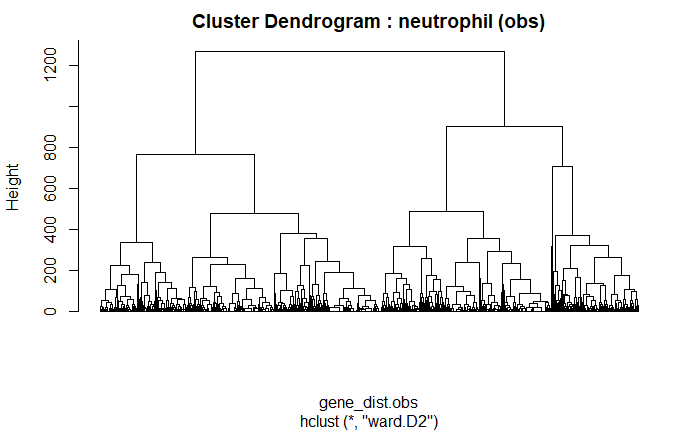 Cluster Dendrogram : neutrophil (obs)
Height
1200
800
600
400
200
0
gene_dist.obs
hclust (*, "ward.D2")